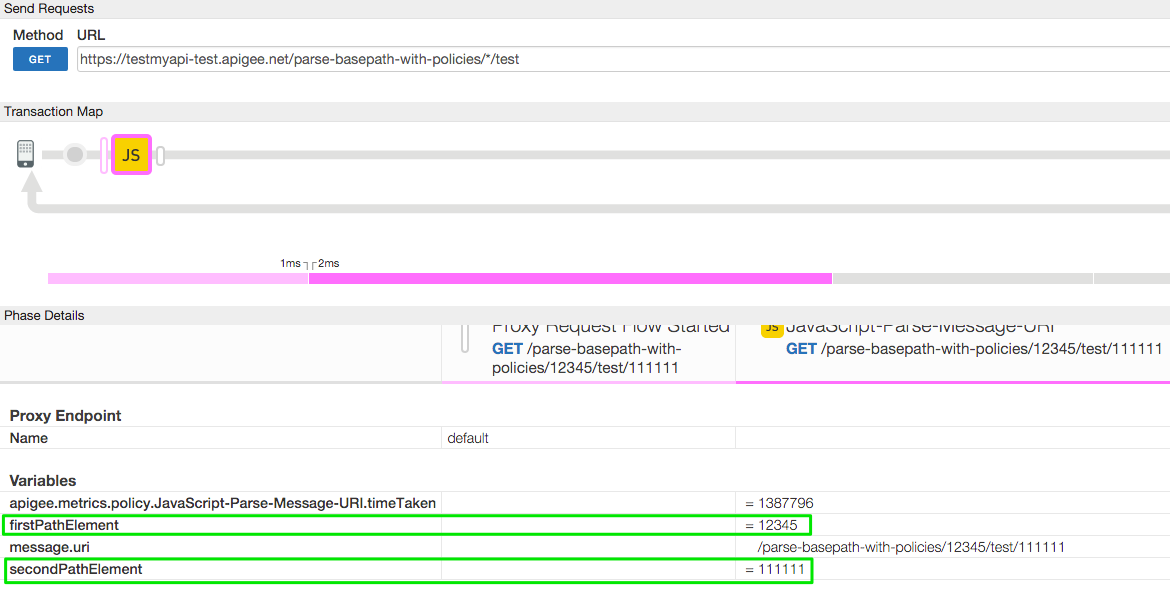 Send Requests
Method URL
GET https://testmyapi-test.apigee.net/parse-basepath-with-policies/*/test
Transaction Map
JS
1ms 2ms
Phase Details
Proxy Request Flow Started JS JavaScript-Parse-Message-URI
GET /parse-basepath-with- GET /parse-basepath-with-policies/12345/test/111111
policies/12345/test/111111
Proxy Endpoint
Name default
Variables
apigee.metrics.policy.JavaScript-Parse-Message-URI.timeTaken = 1387796
firstPathElement = 12345
message.uri /parse-basepath-with-policies/12345/test/111111
secondPathElement = 111111